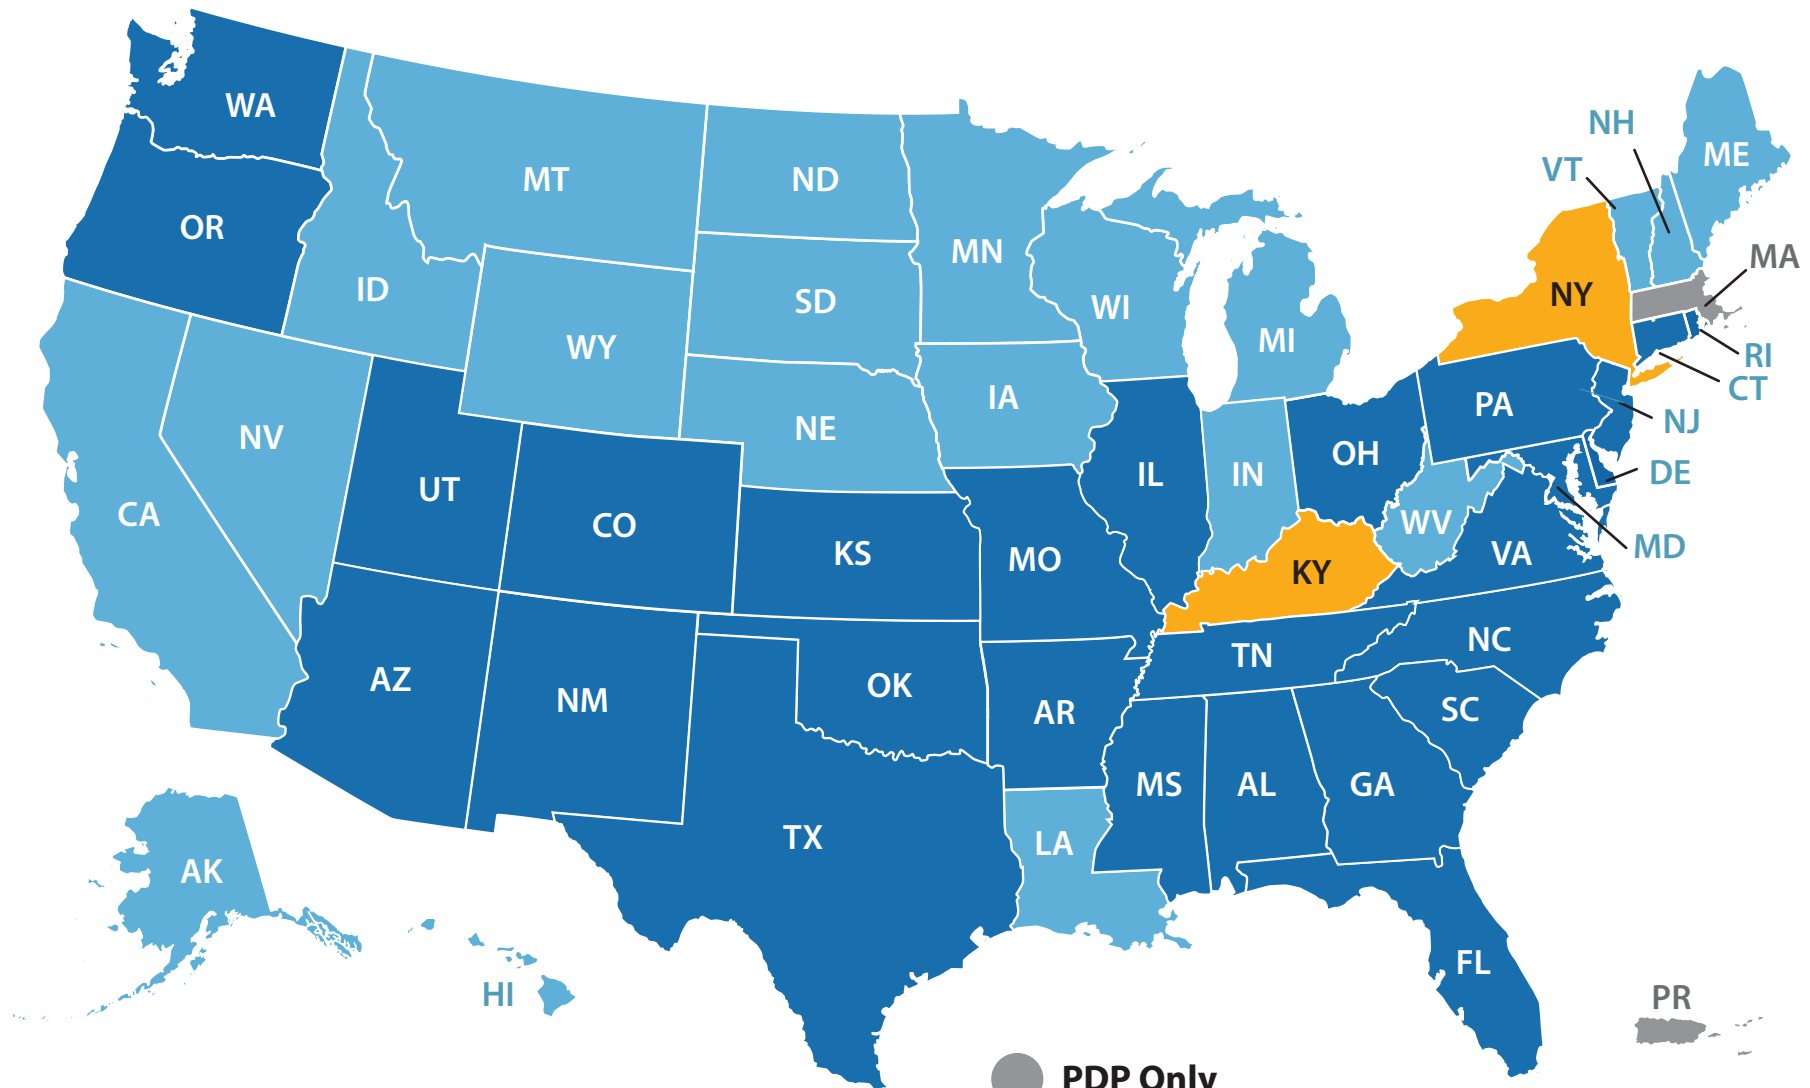 WA
OR
CA
NV
ID
MT
WY
UT
CO
AZ
NM
ND
SD
NE
KS
OK
TX
MN
IA
MO
AR
LA
WI
IL
MI
IN
OH
KY
TN
MS
AL
GA
FL
SC
NC
VA
WV
PA
NY
VT
NH
ME
MA
RI
CT
NJ
DE
MD
AK
HI
PR
PDP Only